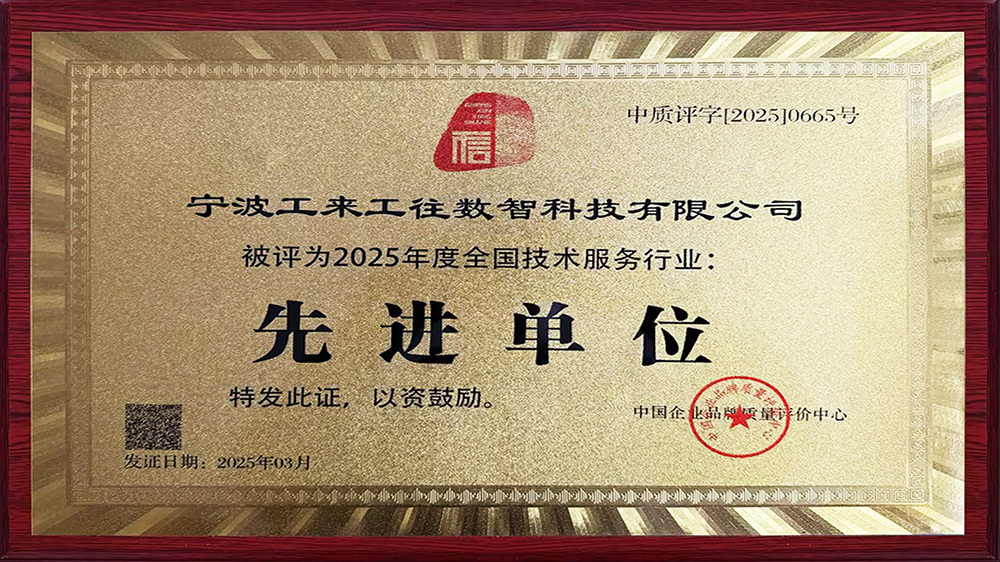 中质评字[2025]0665号
信
宁波工来工往数智科技有限公司
被评为2025年度全国技术服务行业：
先进单位
特发此证，以资鼓励。
中国企业品牌质量评价中心
发证日期：2025年03月